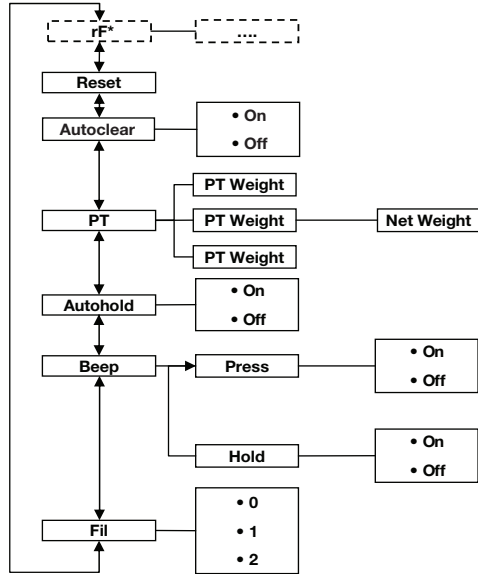 rF*
....
Reset
Autoclear
• On
• Off
PT Weight
PT
PT Weight
Net Weight
PT Weight
Autohold
• On
• Off
Beep
Press
• On
• Off
Hold
• On
• Off
Fil
• 0
• 1
• 2